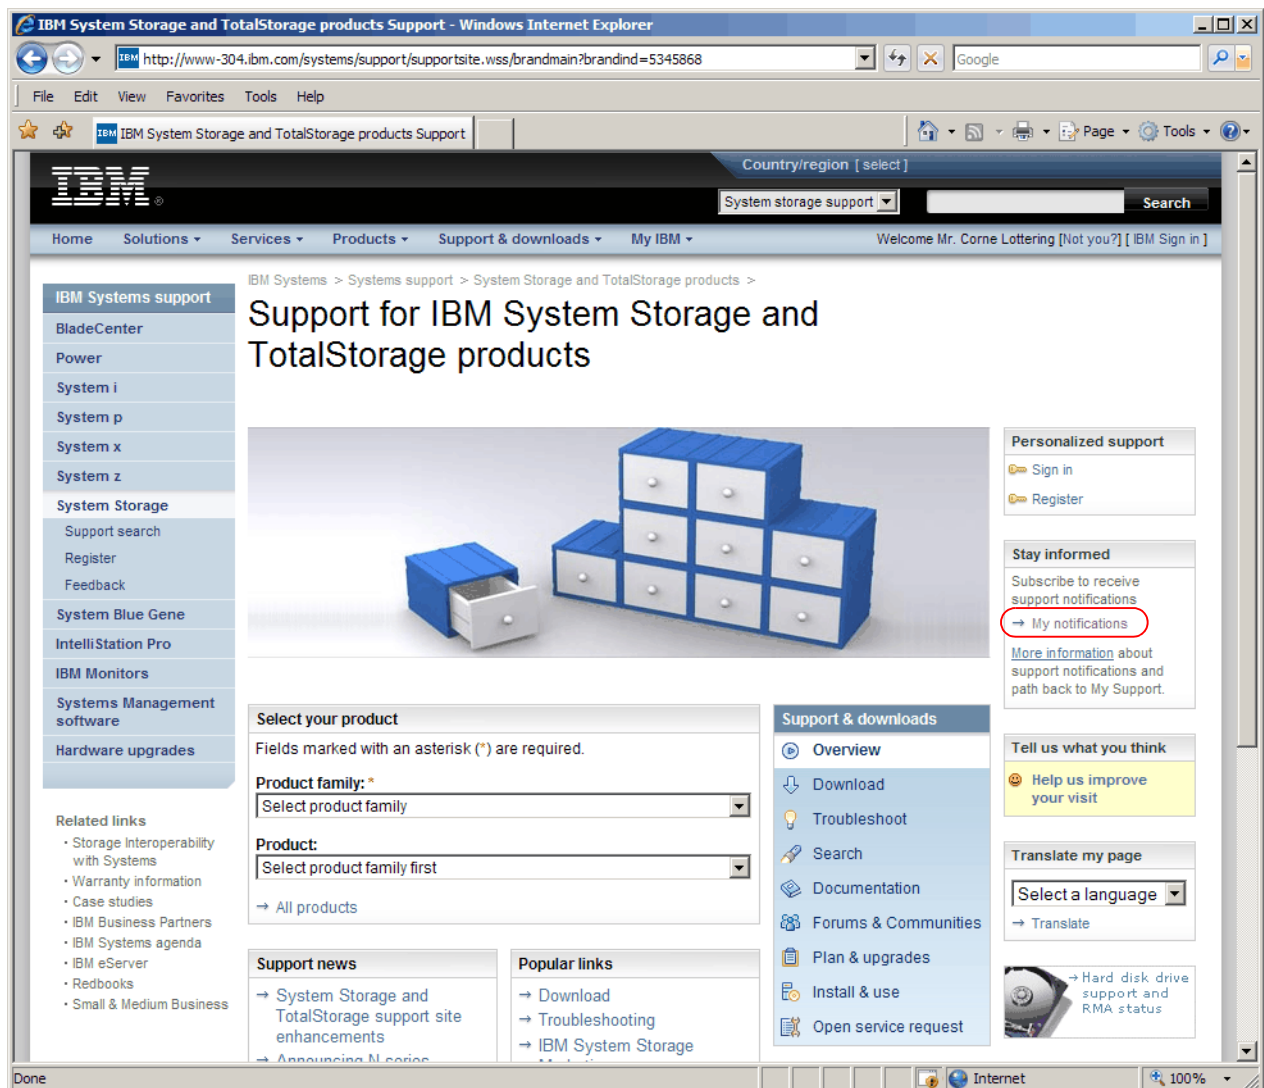 IBM System Storage and TotalStorage products Support - Windows Internet Explorer
http://www-304.ibm.com/systems/support/supportsite.wss/brandmain?brandind=5345868
Google
File Edit View Favorites Tools Help
IBM System Storage and TotalStorage products Support
Page Tools
IBM ®
Country/region [ select ]
System storage support
Search
Home Solutions Services Products Support & downloads My IBM
Welcome Mr. Corne Lottering [Not you?] [ IBM Sign in ]
IBM Systems > Systems support > System Storage and TotalStorage products >
Support for IBM System Storage and
TotalStorage products
IBM Systems support
BladeCenter
Power
System i
System p
System x
System z
System Storage
Support search
Register
Feedback
System Blue Gene
IntelliStation Pro
IBM Monitors
Systems Management
software
Hardware upgrades
Related links
· Storage Interoperability
with Systems
· Warranty information
· Case studies
· IBM Business Partners
· IBM Systems agenda
· IBM eServer
· Redbooks
· Small & Medium Business
Select your product
Fields marked with an asterisk (*) are required.
Product family: *
Select product family
Product:
Select product family first
→ All products
Support news
→ System Storage and
TotalStorage support site
enhancements
→ Announcing N series
Popular links
→ Download
→ Troubleshooting
→ IBM System Storage
Support & downloads
Overview
Download
Troubleshoot
Search
Documentation
Forums & Communities
Plan & upgrades
Install & use
Open service request
Personalized support
Sign in
Register
Stay informed
Subscribe to receive
support notifications
→ My notifications
More information about
support notifications and
path back to My Support.
Tell us what you think
Help us improve
your visit
Translate my page
Select a language
→ Translate
→ Hard disk drive
support and
RMA status
Done
Internet
100%